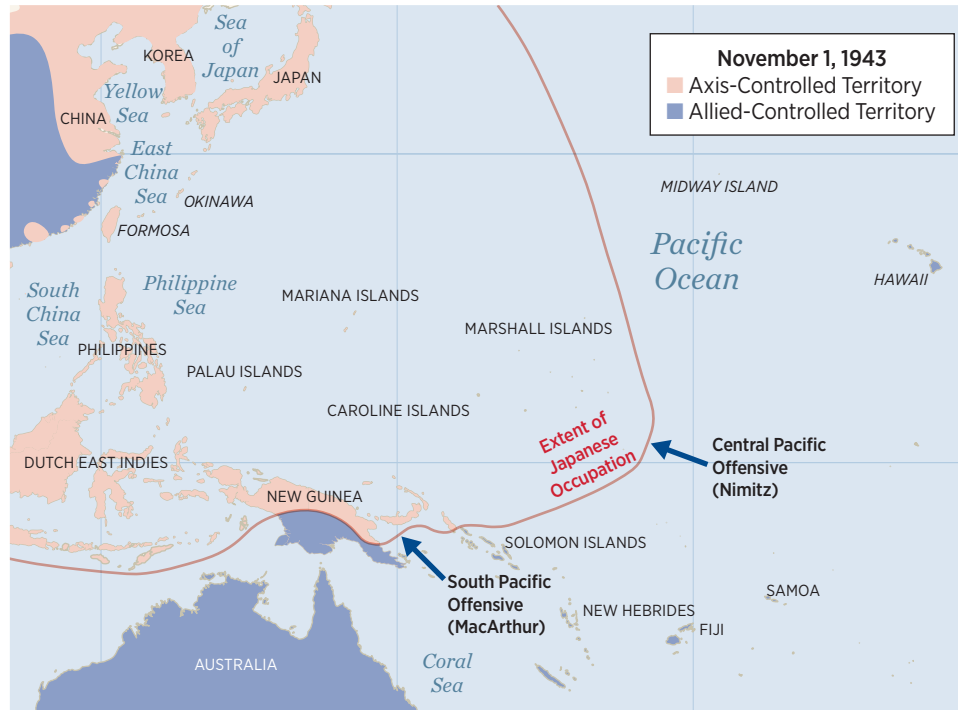 November 1, 1943
Axis-Controlled Territory
Allied-Controlled Territory
Sea
of
Japan
KOREA
JAPAN
Yellow
Sea
CHINA
East
China
Sea
OKINAWA
FORMOSA
MIDWAY ISLAND
Pacific
Ocean
HAWAII
South
China
Sea
Philippine
Sea
MARIANA ISLANDS
MARSHALL ISLANDS
PHILIPPINES
PALAU ISLANDS
CAROLINE ISLANDS
Extent of
Japanese
Occupation
Central Pacific
Offensive
(Nimitz)
DUTCH EAST INDIES
NEW GUINEA
SOLOMON ISLANDS
South Pacific
Offensive
(MacArthur)
SAMOA
NEW HEBRIDES
FIJI
AUSTRALIA
Coral
Sea